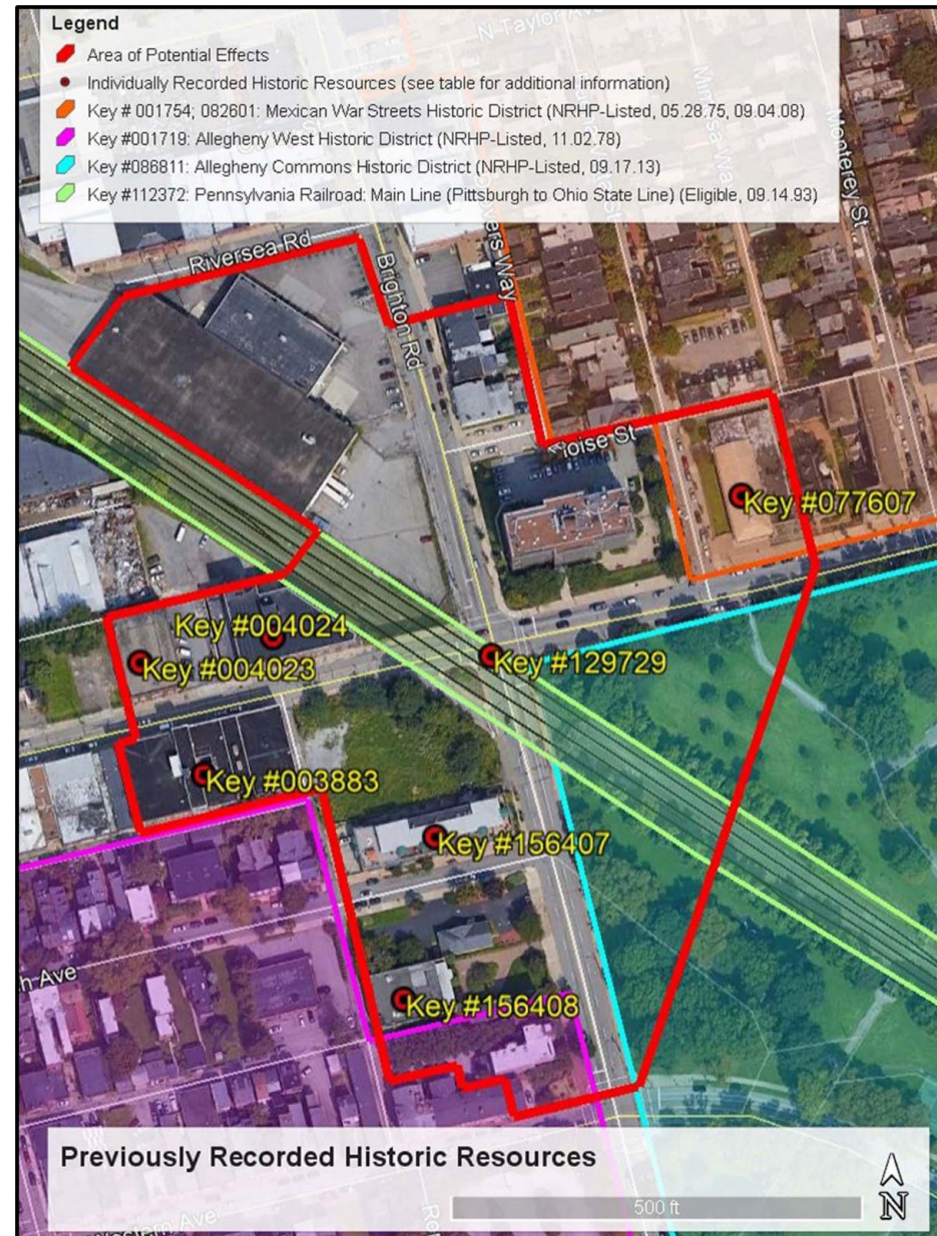 Legend
Area of Potential Effects
Individually Recorded Historic Resources (see table for additional information)
Key # 001754; 082601: Mexican War Streets Historic District (NRHP-Listed, 05.28.75, 09.04.08)
Key #001719: Allegheny West Historic District (NRHP-Listed, 11.02.78)
Key #086811: Allegheny Commons Historic District (NRHP-Listed, 09.17.13)
Key #112372: Pennsylvania Railroad: Main Line (Pittsburgh to Ohio State Line) (Eligible, 09.14.93)
N Taylor Ave
Monterey St
Riversea Rd
Brighton Rd
Way
St
Key #077607
Key #004024
Key #004023
Key #129729
Key #003883
Key #156407
h Ave
Key #156408
Previously Recorded Historic Resources
500 ft
N
Western Ave